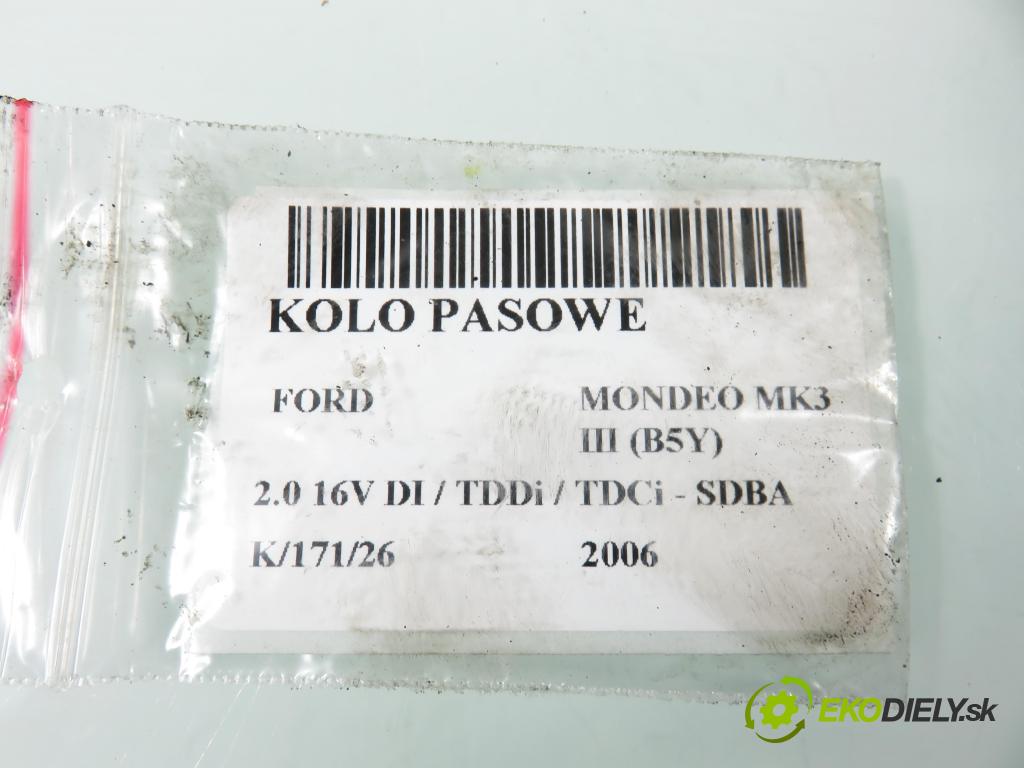 KOLO PASOWE
FORD MONDEO MK3
III (B5Y)
2.0 16V DI / TDDi / TDCi - SDBA
K/171/26 2006
EKODIELY.sk